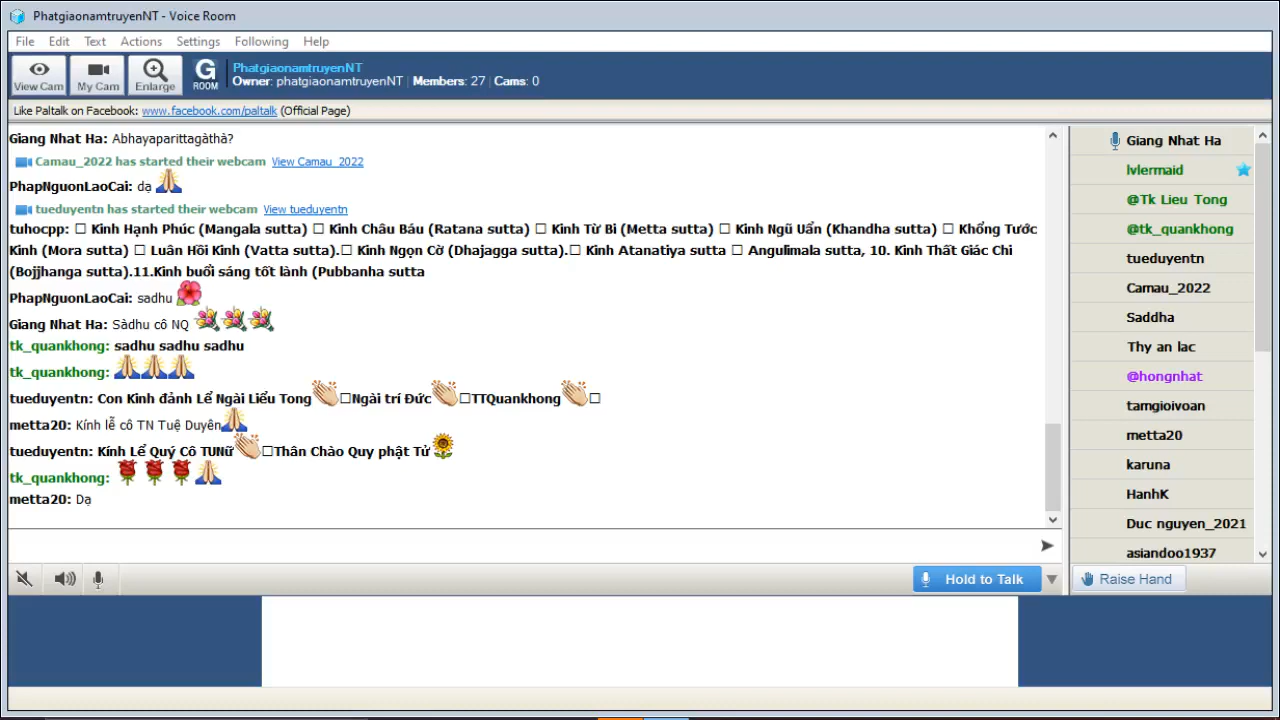 PhatgiaonamtruyenNT - Voice Room
File Edit Text Actions Settings Following Help
View Cam My Cam Enlarge G ROOM
PhatgiaonamtruyenNT
Owner: phatgiaonamtruyenNT Members: 27 Cams: 0
Like Paltalk on Facebook: www.facebook.com/paltalk (Official Page)
Giang Nhat Ha: Abhayaparittagàthà?
Camau_2022 has started their webcam View Camau_2022
PhapNguonLaoCai: dạ
tueduyentn has started their webcam View tueduyentn
tuhocpp: □ Kinh Hạnh Phúc (Mangala sutta) □ Kinh Châu Báu (Ratana sutta) □ Kinh Từ Bi (Metta sutta) □ Kinh Ngũ Uẩn (Khandha sutta) □ Khổng Tước
Kinh (Mora sutta) □ Luân Hồi Kinh (Vatta sutta).□ Kinh Ngọn Cờ (Dhajagga sutta).□ Kinh Atanatiya sutta □ Angulimala sutta, 10. Kinh Thất Giác Chi
(Bojjhanga sutta).11.Kinh buổi sáng tốt lành (Pubbanha sutta
PhapNguonLaoCai: sadhu
Giang Nhat Ha: Sàdhu cô NQ
tk_quankhong: sadhu sadhu sadhu
tk_quankhong:
tueduyentn: Con Kinh đảnh Lể Ngài Liểu Tong □Ngài trí Đức □TTQuankhong □
metta20: Kính lễ cô TN Tuệ Duyên
tueduyentn: Kính Lể Quý Cô TUNữ □Thân Chào Quy phật Tử
tk_quankhong:
metta20: Dạ
Hold to Talk
Giang Nhat Ha
lvlermaid
@Tk Lieu Tong
@tk_quankhong
tueduyentn
Camau_2022
Saddha
Thy an lac
@hongnhat
tamgioivoan
metta20
karuna
HanhK
Duc nguyen_2021
asiandoo1937
Raise Hand